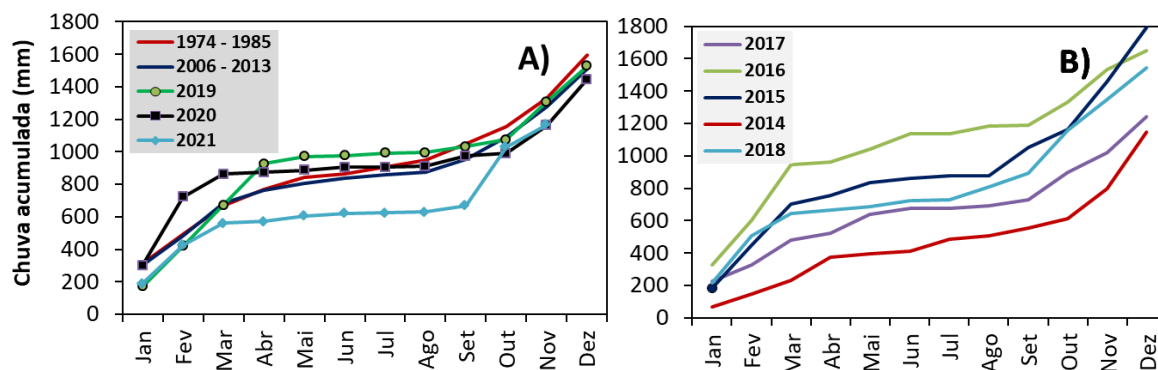 Chuva acumulada (mm)
1800
1600
1400
1200
1000
800
600
400
200
0
1974 - 1985
2006 - 2013
2019
2020
2021
A)
Jan
Fev
Mar
Abr
Mai
Jun
Jul
Ago
Set
Out
Nov
Dez
1800
1600
1400
1200
1000
800
600
400
200
0
2017
2016
2015
2014
2018
B)
Jan
Fev
Mar
Abr
Mai
Jun
Jul
Ago
Set
Out
Nov
Dez